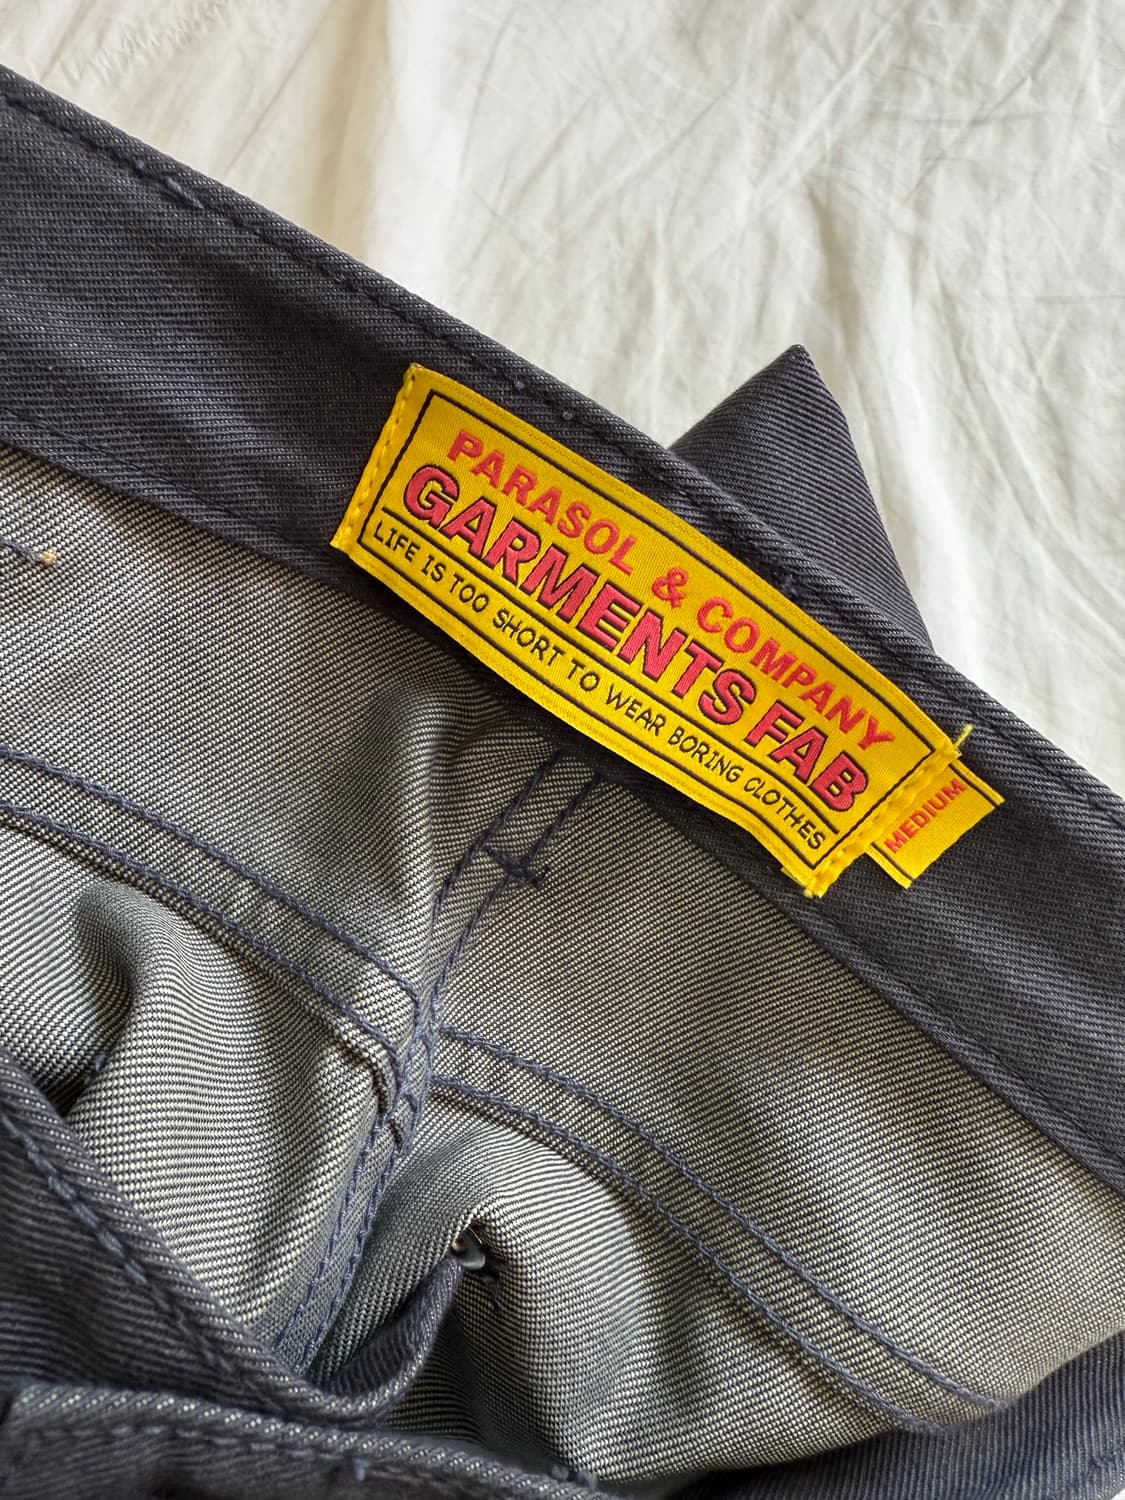 PARASOL & COMPANY
GARMENTS FAB
LIFE IS TOO SHORT TO WEAR BORING CLOTHES
MEDIUM